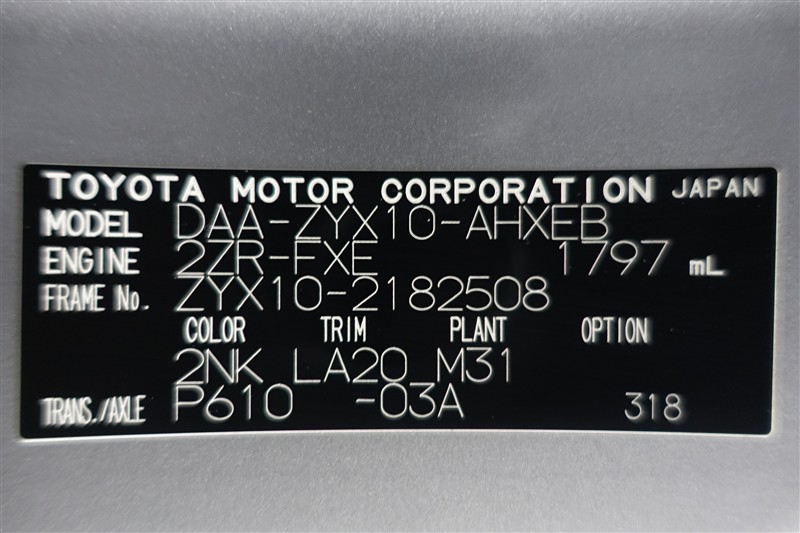 TOYOTA MOTOR CORPORATION JAPAN
MODEL DAA-ZYX10-AHXEB
ENGINE 2ZR-FXE 1797 mL
FRAME No. ZYX10-2182508
COLOR TRIM PLANT OPTION
2NK LA20 M31
TRANS./AXLE P610 -03A 318